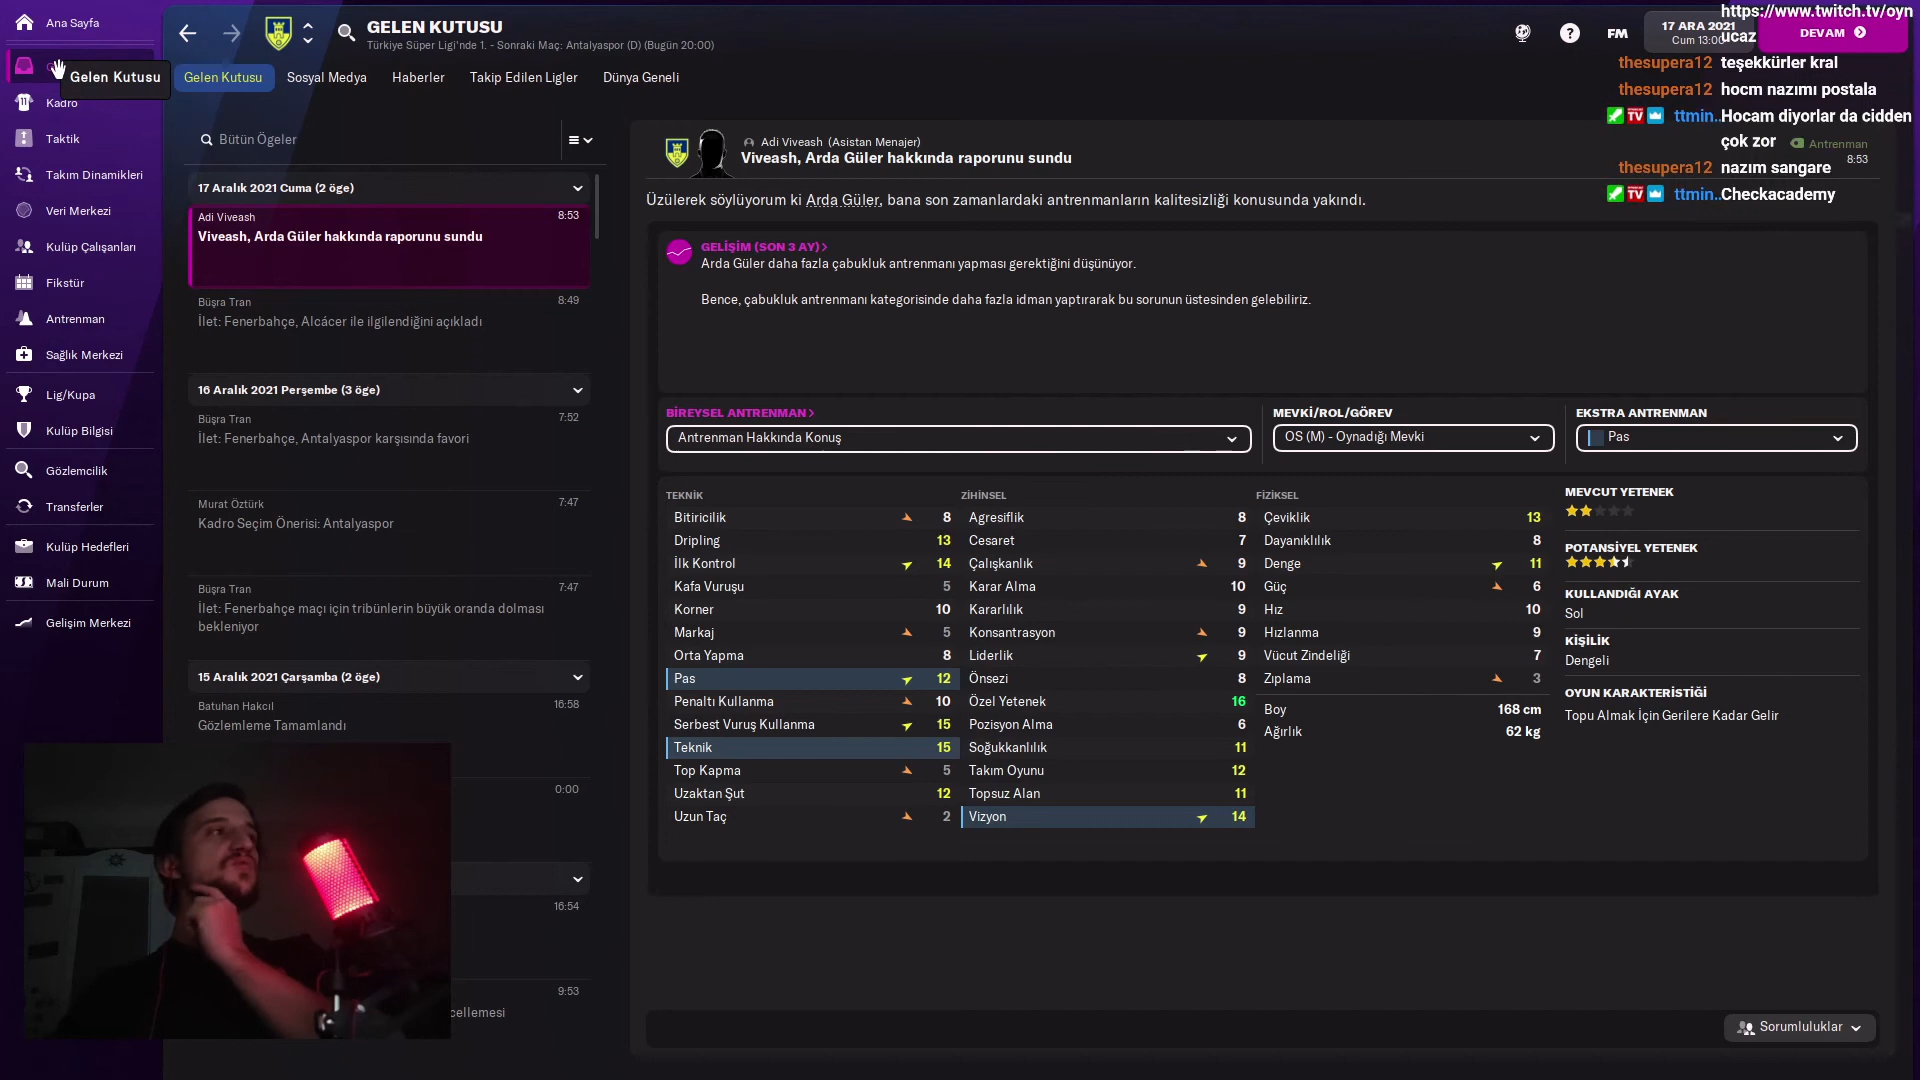 Ana Sayfa
Gelen Kutusu
Kadro
Taktik
Takım Dinamikleri
Veri Merkezi
Kulüp Çalışanları
Fikstür
Antrenman
Sağlık Merkezi
Lig/Kupa
Kulüp Bilgisi
Gözlemcilik
Transferler
Kulüp Hedefleri
Mali Durum
Gelişim Merkezi
GELEN KUTUSU
Türkiye Süper Ligi'nde 1. - Sonraki Maç: Antalyaspor (D) (Bugün 20:00)
FM
17 ARA 2021
Cum 13:00
DEVAM
Gelen Kutusu
Sosyal Medya
Haberler
Takip Edilen Ligler
Dünya Geneli
https://www.twitch.tv/oyn
ucaz
thesupera12 teşekkürler kral
thesupera12 hocm nazımı postala
TV ttmin..Hocam diyorlar da cidden
çok zor
thesupera12 nazım sangare
TV ttmin..Checkacademy
Bütün Ögeler
17 Aralık 2021 Cuma (2 öge)
Adi Viveash 8:53
Viveash, Arda Güler hakkında raporunu sundu
Büşra Tran 8:49
İlet: Fenerbahçe, Alcácer ile ilgilendiğini açıkladı
16 Aralık 2021 Perşembe (3 öge)
Büşra Tran 7:52
İlet: Fenerbahçe, Antalyaspor karşısında favori
Murat Öztürk 7:47
Kadro Seçim Önerisi: Antalyaspor
Büşra Tran 7:47
İlet: Fenerbahçe maçı için tribünlerin büyük oranda dolması
bekleniyor
15 Aralık 2021 Çarşamba (2 öge)
Batuhan Hakcıl 16:58
Gözlemleme Tamamlandı
0:00
16:54
9:53
cellemesi
Adi Viveash (Asistan Menajer)
Viveash, Arda Güler hakkında raporunu sundu
Antrenman
8:53
Üzülerek söylüyorum ki Arda Güler, bana son zamanlardaki antrenmanların kalitesizliği konusunda yakındı.
GELİŞİM (SON 3 AY)
Arda Güler daha fazla çabukluk antrenmanı yapması gerektiğini düşünüyor.
Bence, çabukluk antrenmanı kategorisinde daha fazla idman yaptırarak bu sorunun üstesinden gelebiliriz.
BİREYSEL ANTRENMAN
Antrenman Hakkında Konuş
MEVKİ/ROL/GÖREV
OS (M) - Oynadığı Mevki
EKSTRA ANTRENMAN
Pas
TEKNİK
Bitiricilik 8
Dripling 13
İlk Kontrol 14
Kafa Vuruşu 5
Korner 10
Markaj 5
Orta Yapma 8
Pas 12
Penaltı Kullanma 10
Serbest Vuruş Kullanma 15
Teknik 15
Top Kapma 5
Uzaktan Şut 12
Uzun Taç 2
ZİHİNSEL
Agresiflik 8
Cesaret 7
Çalışkanlık 9
Karar Alma 10
Kararlılık 9
Konsantrasyon 9
Liderlik 9
Önsezi 8
Özel Yetenek 16
Pozisyon Alma 6
Soğukkanlılık 11
Takım Oyunu 12
Topsuz Alan 11
Vizyon 14
FİZİKSEL
Çeviklik 13
Dayanıklılık 8
Denge 11
Güç 6
Hız 10
Hızlanma 9
Vücut Zindeliği 7
Zıplama 3
Boy 168 cm
Ağırlık 62 kg
MEVCUT YETENEK
POTANSİYEL YETENEK
KULLANDIĞI AYAK
Sol
KİŞİLİK
Dengeli
OYUN KARAKTERİSTİĞİ
Topu Almak İçin Gerilere Kadar Gelir
Sorumluluklar